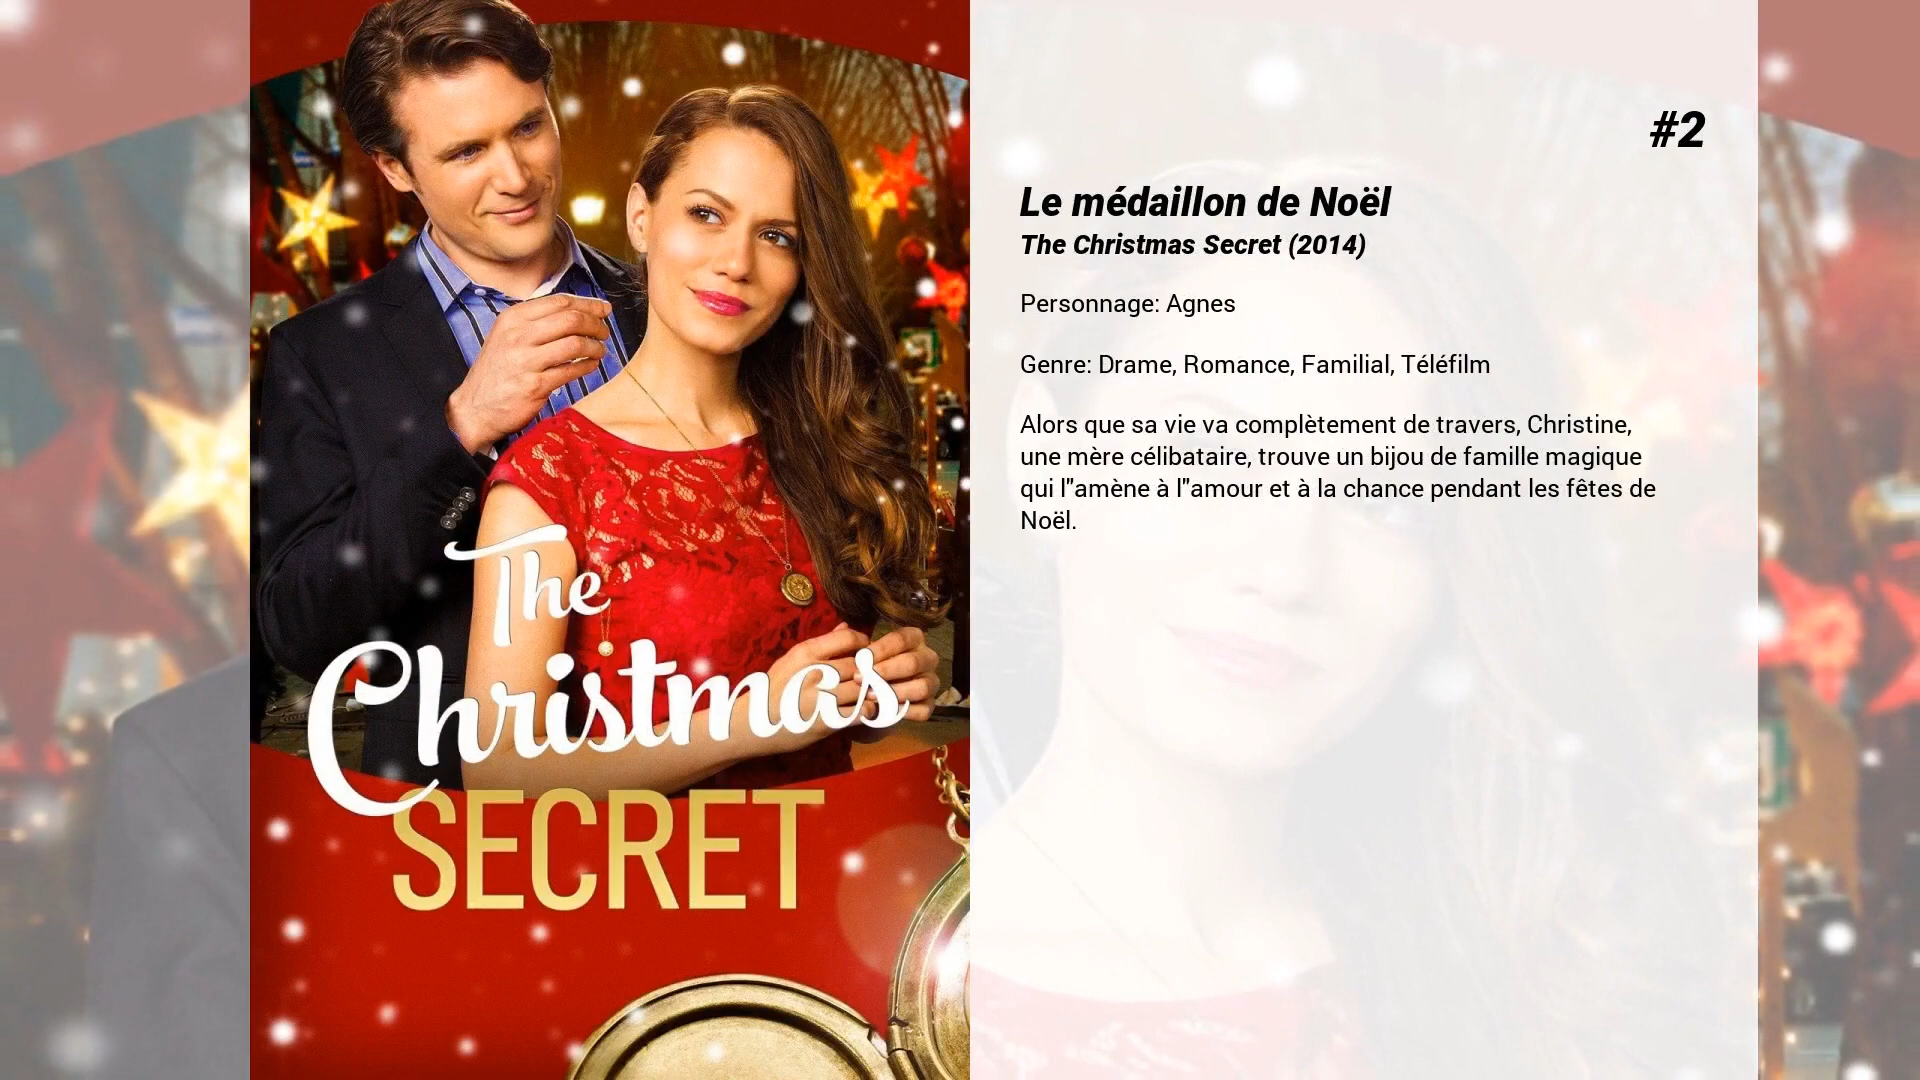 The
Christmas
SECRET
#2
Le médaillon de Noël
The Christmas Secret (2014)
Personnage: Agnes
Genre: Drame, Romance, Familial, Téléfilm
Alors que sa vie va complètement de travers, Christine,
une mère célibataire, trouve un bijou de famille magique
qui l"amène à l"amour et à la chance pendant les fêtes de
Noël.